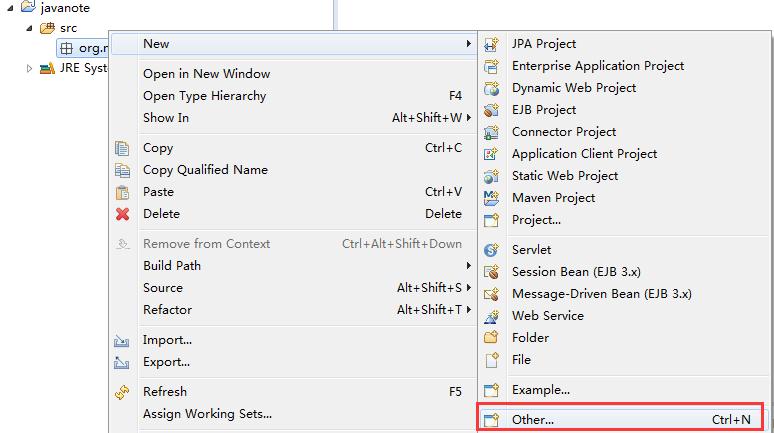 javanote
src
org.r
JRE Syst
New
Open in New Window
Open Type Hierarchy F4
Show In Alt+Shift+W
Copy Ctrl+C
Copy Qualified Name
Paste Ctrl+V
Delete Delete
Remove from Context Ctrl+Alt+Shift+Down
Build Path
Source Alt+Shift+S
Refactor Alt+Shift+T
Import...
Export...
Refresh F5
Assign Working Sets...
JPA Project
Enterprise Application Project
Dynamic Web Project
EJB Project
Connector Project
Application Client Project
Static Web Project
Maven Project
Project...
Servlet
Session Bean (EJB 3.x)
Message-Driven Bean (EJB 3.x)
Web Service
Folder
File
Example...
Other... Ctrl+N